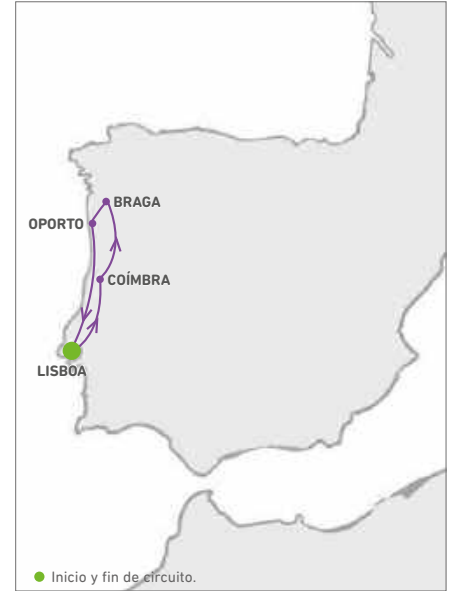 BRAGA
OPORTO
COÍMBRA
LISBOA
Inicio y fin de circuito.